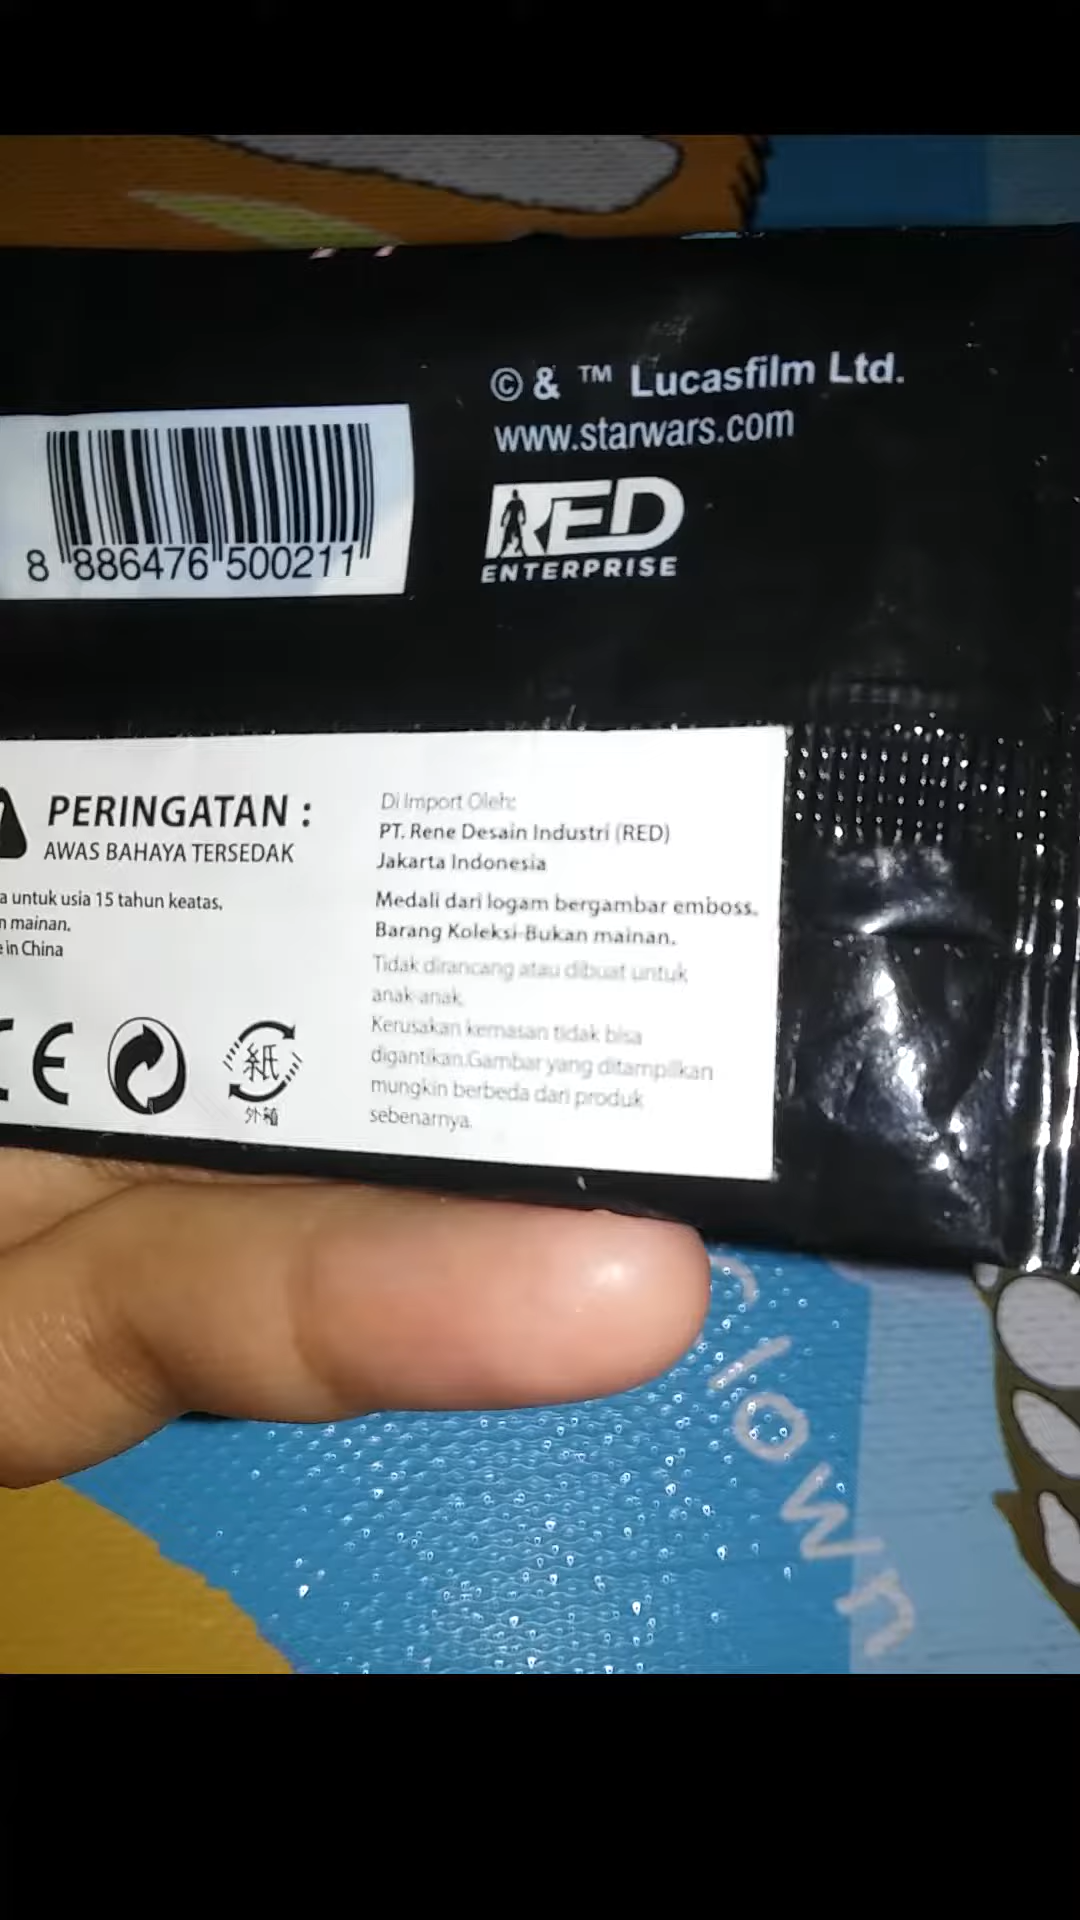 © & ™ Lucasfilm Ltd.
www.starwars.com
8 886476 500211
RED
ENTERPRISE
PERINGATAN :
AWAS BAHAYA TERSEDAK
a untuk usia 15 tahun keatas.
n mainan.
e in China
CE
紙
外箱
Di Import Oleh:
PT. Rene Desain Industri (RED)
Jakarta Indonesia
Medali dari logam bergambar emboss.
Barang Koleksi-Bukan mainan.
Tidak dirancang atau dibuat untuk
anak-anak.
Kerusakan kemasan tidak bisa
digantikan.Gambar yang ditampilkan
mungkin berbeda dari produk
sebenarnya.
clown